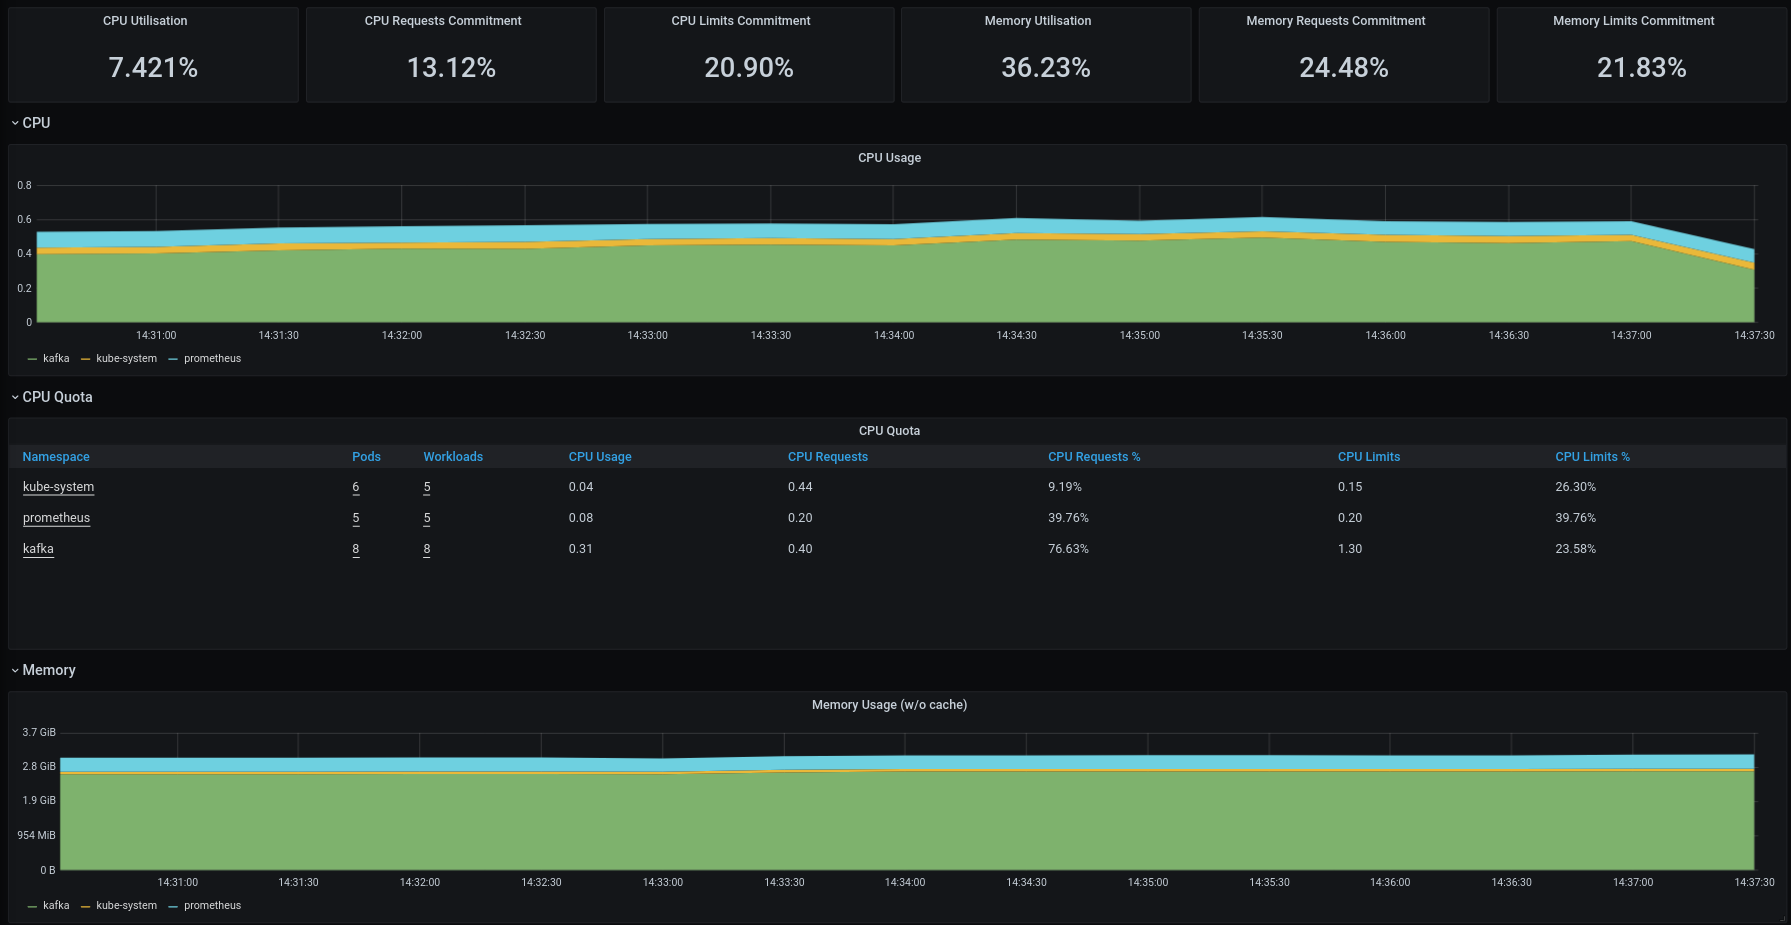 CPU Utilisation CPU Requests Commitment CPU Limits Commitment Memory Utilisation Memory Requests Commitment Memory Limits Commitment
7.421% 13.12% 20.90% 36.23% 24.48% 21.83%
CPU
CPU Usage
0.8
0.6
0.4
0.2
0
14:31:00 14:31:30 14:32:00 14:32:30 14:33:00 14:33:30 14:34:00 14:34:30 14:35:00 14:35:30 14:36:00 14:36:30 14:37:00 14:37:30
kafka kube-system prometheus
CPU Quota
CPU Quota
Namespace Pods Workloads CPU Usage CPU Requests CPU Requests % CPU Limits CPU Limits %
kube-system 6 5 0.04 0.44 9.19% 0.15 26.30%
prometheus 5 5 0.08 0.20 39.76% 0.20 39.76%
kafka 8 8 0.31 0.40 76.63% 1.30 23.58%
Memory
Memory Usage (w/o cache)
3.7 GiB
2.8 GiB
1.9 GiB
954 MiB
0 B
14:31:00 14:31:30 14:32:00 14:32:30 14:33:00 14:33:30 14:34:00 14:34:30 14:35:00 14:35:30 14:36:00 14:36:30 14:37:00 14:37:30
kafka kube-system prometheus